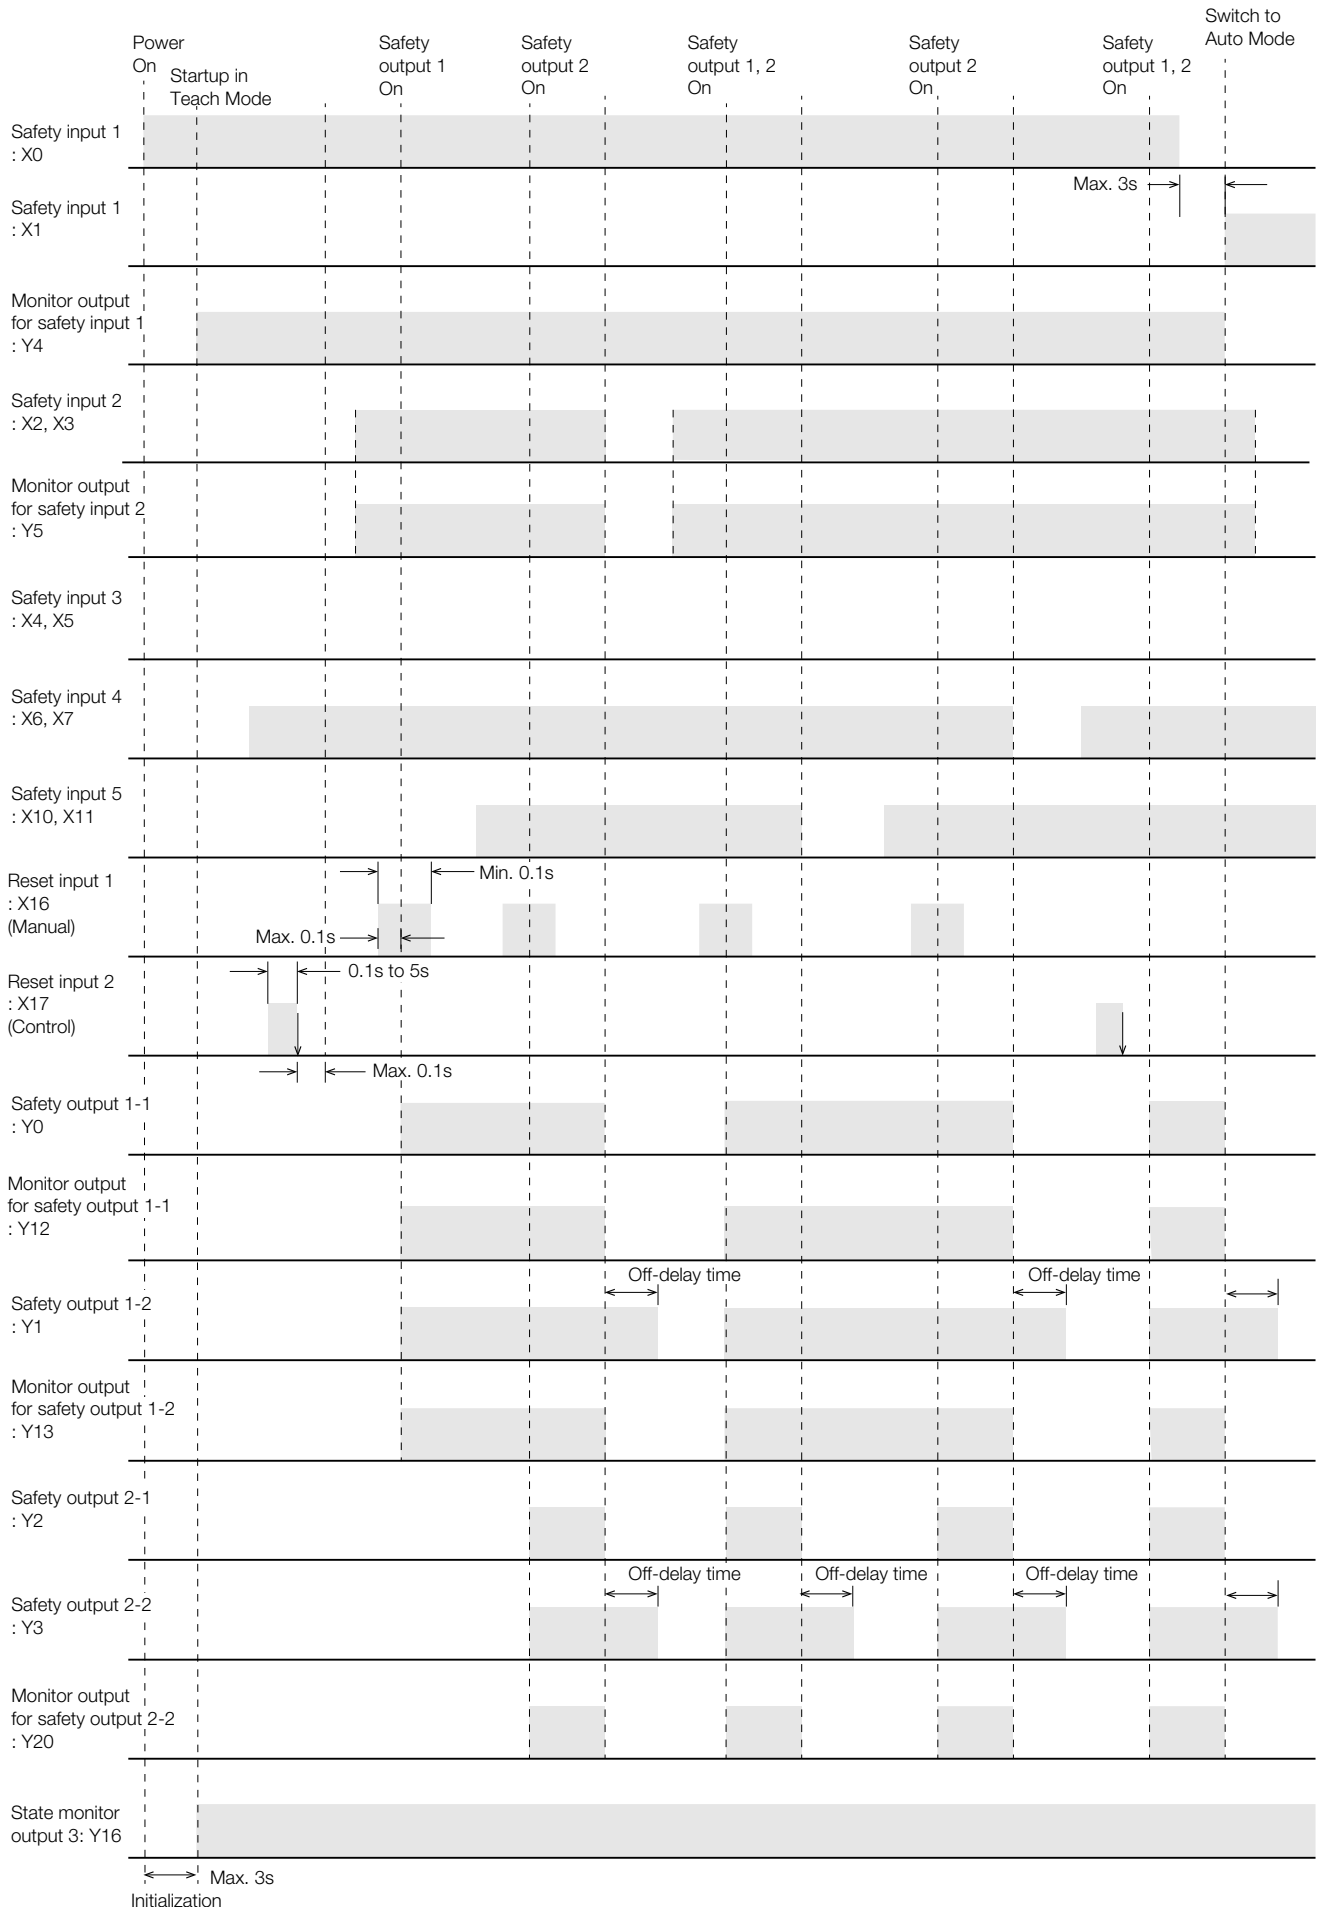 Power
On
Startup in
Teach Mode
Safety
output 1
On
Safety
output 2
On
Safety
output 1, 2
On
Safety
output 2
On
Safety
output 1, 2
On
Switch to
Auto Mode
Safety input 1
: X0
Max. 3s
Safety input 1
: X1
Monitor output
for safety input 1
: Y4
Safety input 2
: X2, X3
Monitor output
for safety input 2
: Y5
Safety input 3
: X4, X5
Safety input 4
: X6, X7
Safety input 5
: X10, X11
Reset input 1
: X16
(Manual)
Min. 0.1s
Max. 0.1s
Reset input 2
: X17
(Control)
0.1s to 5s
Max. 0.1s
Safety output 1-1
: Y0
Monitor output
for safety output 1-1
: Y12
Off-delay time
Off-delay time
Safety output 1-2
: Y1
Monitor output
for safety output 1-2
: Y13
Safety output 2-1
: Y2
Off-delay time
Off-delay time
Off-delay time
Safety output 2-2
: Y3
Monitor output
for safety output 2-2
: Y20
State monitor
output 3: Y16
Max. 3s
Initialization